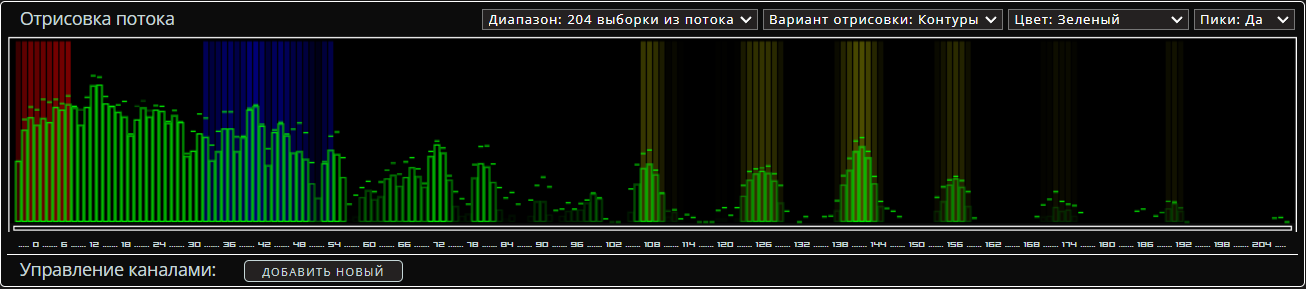 Отрисовка потока
Диапазон: 204 выборки из потока Вариант отрисовки: Контуры Цвет: Зеленый Пики: Да
0 6 12 18 24 30 36 42 48 54 60 66 72 78 84 90 96 102 108 114 120 126 132 138 144 150 156 162 168 174 180 186 192 198 204
Управление каналами: ДОБАВИТЬ НОВЫЙ